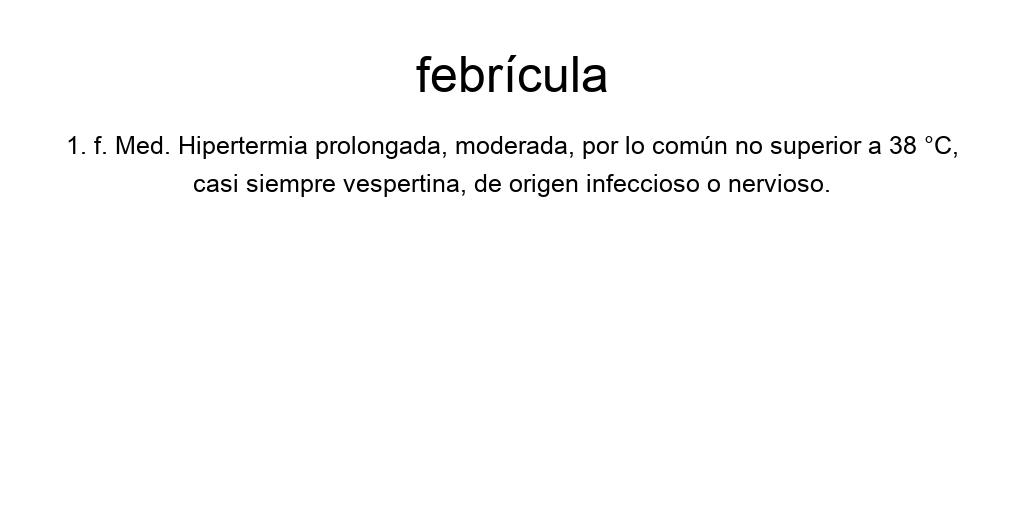 febrícula
1. f. Med. Hipertermia prolongada, moderada, por lo común no superior a 38 °C,
casi siempre vespertina, de origen infeccioso o nervioso.